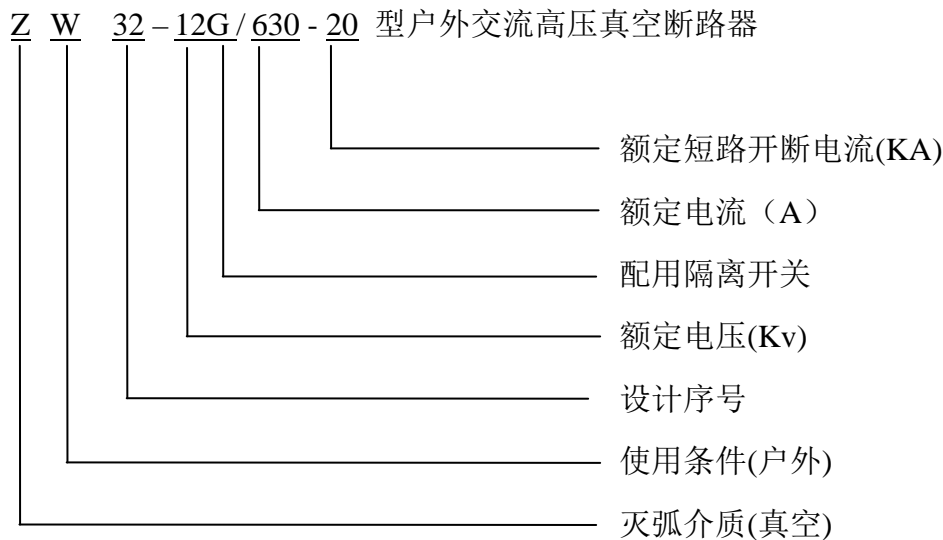 Z W 32 – 12G / 630 - 20 型户外交流高压真空断路器
额定短路开断电流(KA)
额定电流（A）
配用隔离开关
额定电压(Kv)
设计序号
使用条件(户外)
灭弧介质(真空)